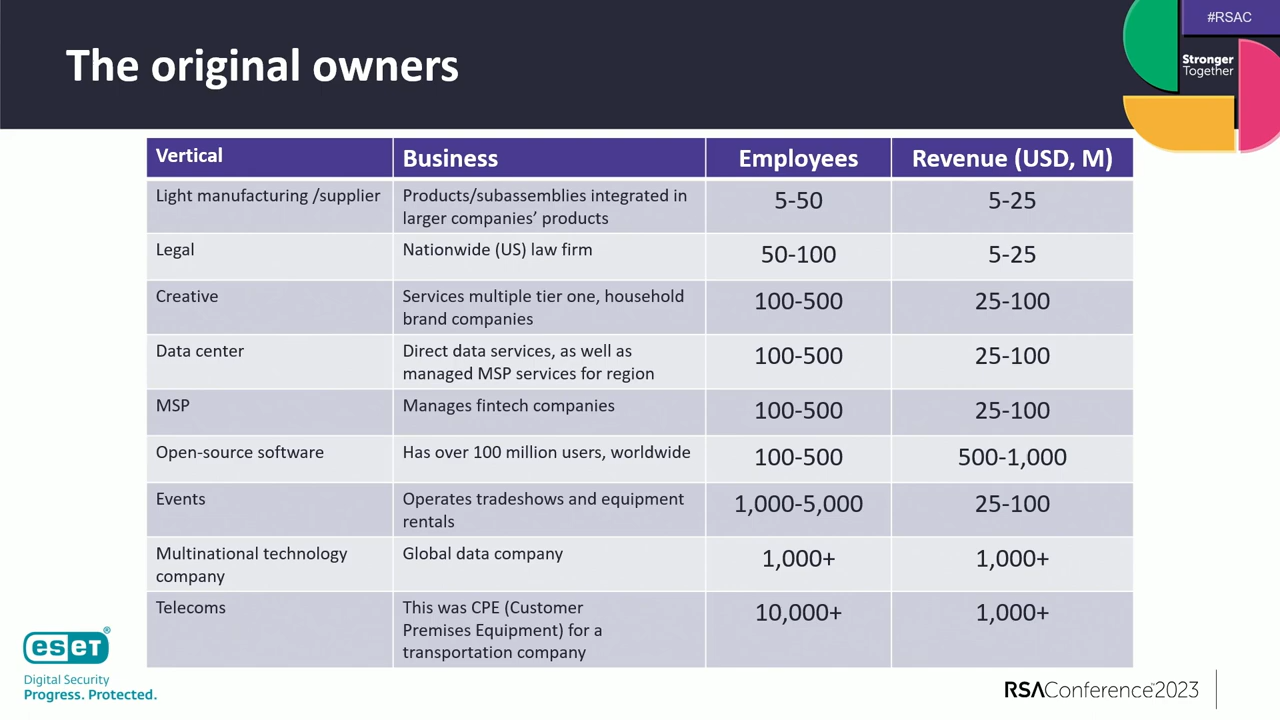 #RSAC
Stronger
Together
The original owners
Vertical
Business
Employees
Revenue (USD, M)
Light manufacturing /supplier
Products/subassemblies integrated in
larger companies’ products
5-50
5-25
Legal
Nationwide (US) law firm
50-100
5-25
Creative
Services multiple tier one, household
brand companies
100-500
25-100
Data center
Direct data services, as well as
managed MSP services for region
100-500
25-100
MSP
Manages fintech companies
100-500
25-100
Open-source software
Has over 100 million users, worldwide
100-500
500-1,000
Events
Operates tradeshows and equipment
rentals
1,000-5,000
25-100
Multinational technology
company
Global data company
1,000+
1,000+
Telecoms
This was CPE (Customer
Premises Equipment) for a
transportation company
10,000+
1,000+
eset®
Digital Security
Progress. Protected.
RSAConference™2023